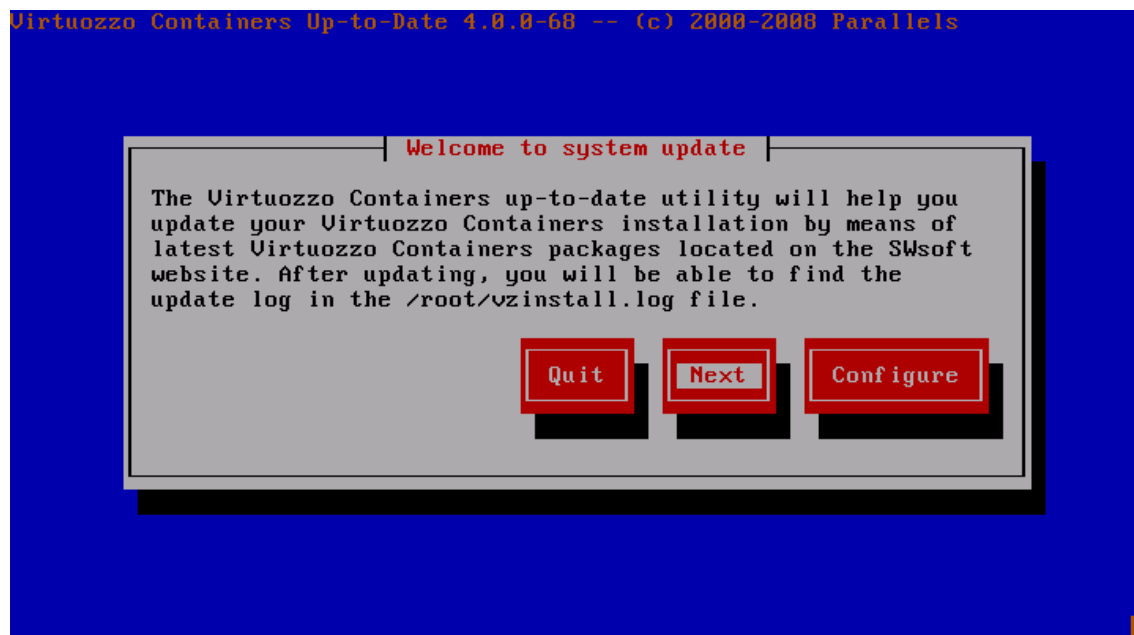 Virtuozzo Containers Up-to-Date 4.0.0-68 -- (c) 2000-2008 Parallels
Welcome to system update
The Virtuozzo Containers up-to-date utility will help you
update your Virtuozzo Containers installation by means of
latest Virtuozzo Containers packages located on the SWsoft
website. After updating, you will be able to find the
update log in the /root/vzinstall.log file.
Quit Next Configure